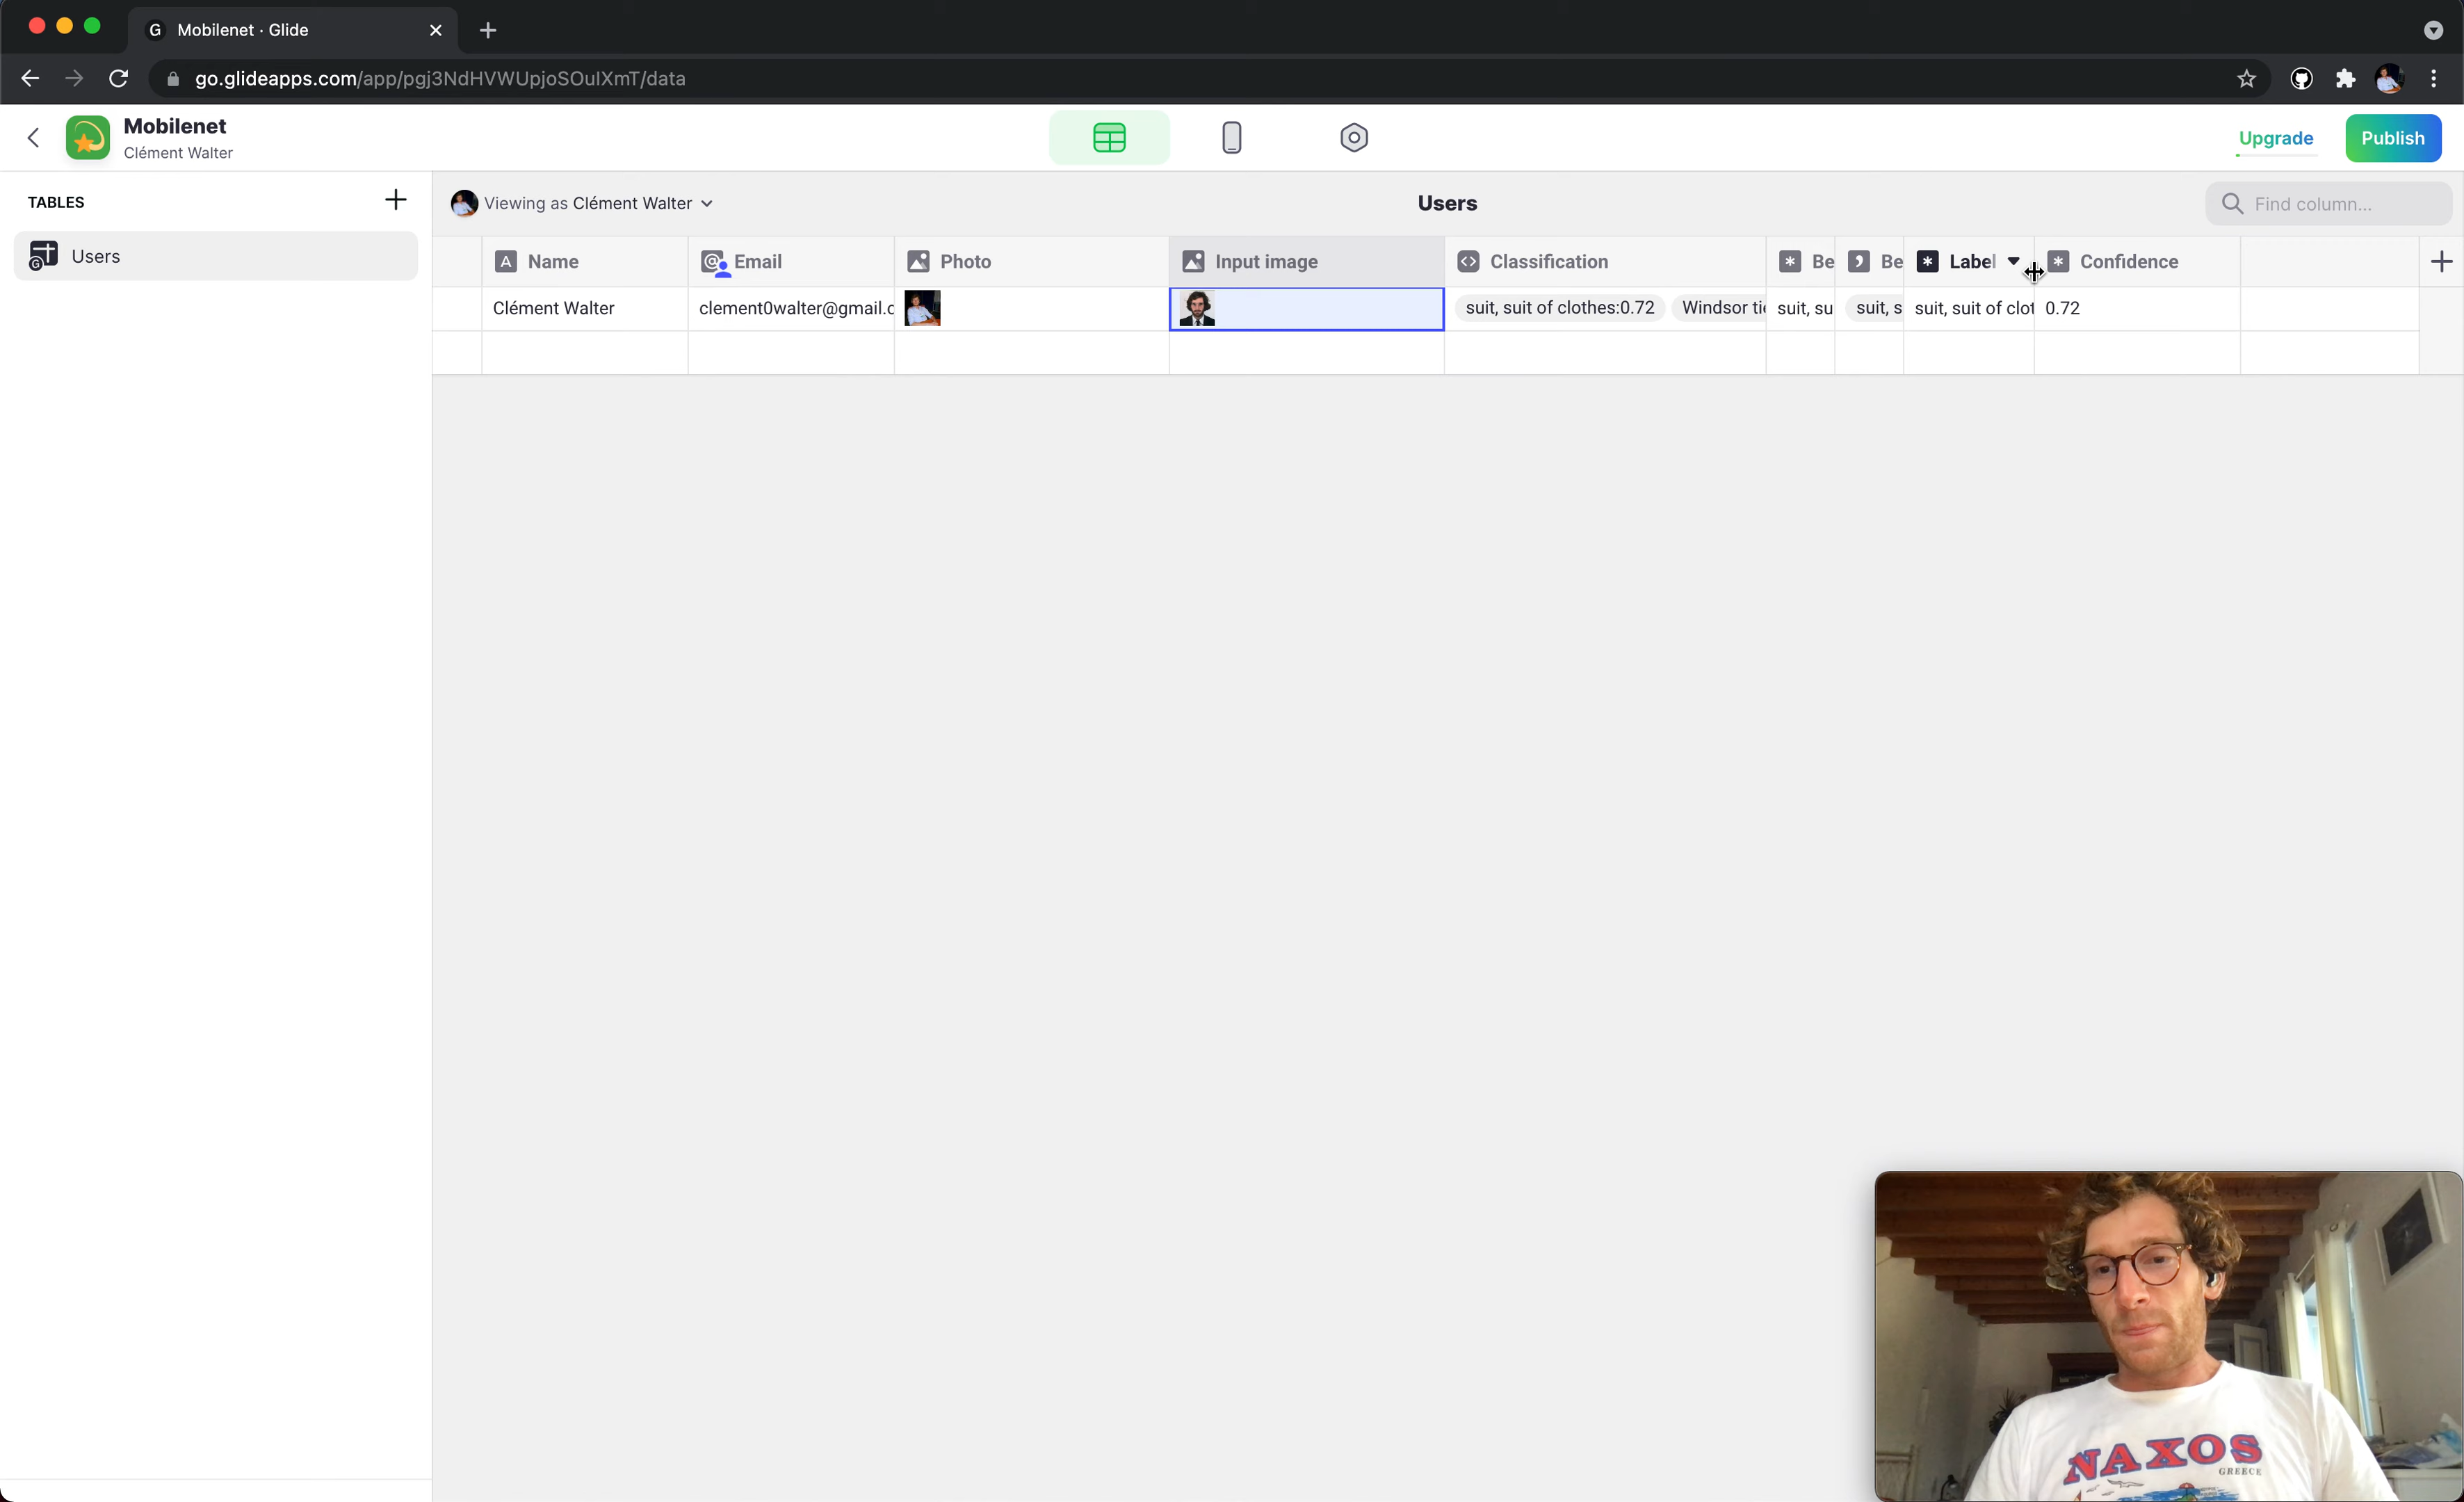 G Mobilenet · Glide
go.glideapps.com/app/pgj3NdHVWUpjoSOuIXmT/data
Mobilenet
Clément Walter
Upgrade
Publish
TABLES
Viewing as Clément Walter
Users
Find column...
G Users
A Name
@ Email
Photo
Input image
<> Classification
* Be
, Be
* Label
* Confidence
Clément Walter
clement0walter@gmail.c
suit, suit of clothes:0.72
Windsor tie
suit, su
suit, s
suit, suit of clot
0.72
NAXOS
GREECE